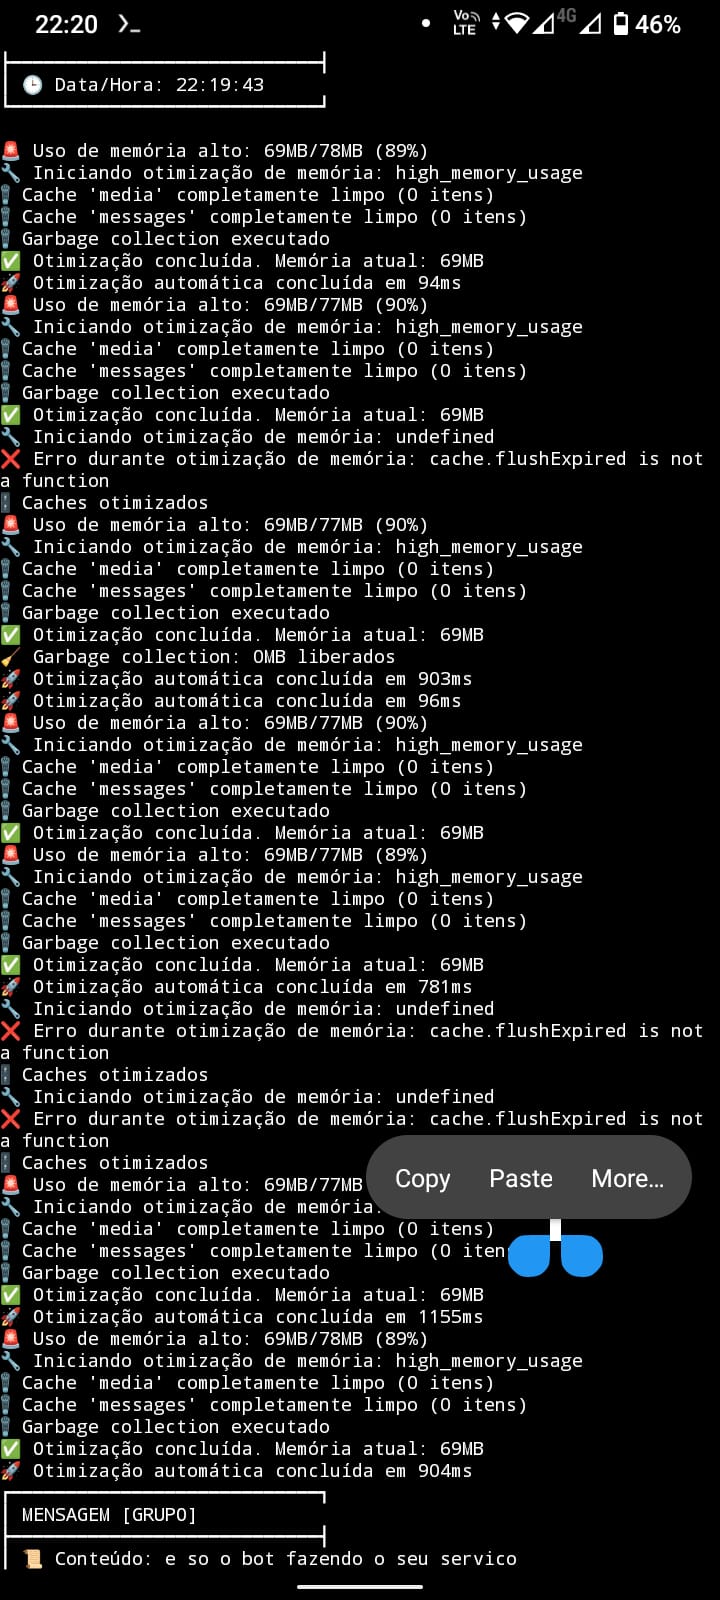 22:20
VoLTE 4G 46%
Data/Hora: 22:19:43
Uso de memória alto: 69MB/78MB (89%)
Iniciando otimização de memória: high_memory_usage
Cache 'media' completamente limpo (0 itens)
Cache 'messages' completamente limpo (0 itens)
Garbage collection executado
Otimização concluída. Memória atual: 69MB
Otimização automática concluída em 94ms
Uso de memória alto: 69MB/77MB (90%)
Iniciando otimização de memória: high_memory_usage
Cache 'media' completamente limpo (0 itens)
Cache 'messages' completamente limpo (0 itens)
Garbage collection executado
Otimização concluída. Memória atual: 69MB
Iniciando otimização de memória: undefined
Erro durante otimização de memória: cache.flushExpired is not
a function
Caches otimizados
Uso de memória alto: 69MB/77MB (90%)
Iniciando otimização de memória: high_memory_usage
Cache 'media' completamente limpo (0 itens)
Cache 'messages' completamente limpo (0 itens)
Garbage collection executado
Otimização concluída. Memória atual: 69MB
Garbage collection: 0MB liberados
Otimização automática concluída em 903ms
Otimização automática concluída em 96ms
Uso de memória alto: 69MB/77MB (90%)
Iniciando otimização de memória: high_memory_usage
Cache 'media' completamente limpo (0 itens)
Cache 'messages' completamente limpo (0 itens)
Garbage collection executado
Otimização concluída. Memória atual: 69MB
Uso de memória alto: 69MB/77MB (89%)
Iniciando otimização de memória: high_memory_usage
Cache 'media' completamente limpo (0 itens)
Cache 'messages' completamente limpo (0 itens)
Garbage collection executado
Otimização concluída. Memória atual: 69MB
Otimização automática concluída em 781ms
Iniciando otimização de memória: undefined
Erro durante otimização de memória: cache.flushExpired is not
a function
Caches otimizados
Iniciando otimização de memória: undefined
Erro durante otimização de memória: cache.flushExpired is not
a function
Caches otimizados
Copy Paste More...
Uso de memória alto: 69MB/77MB
Iniciando otimização de memória:
Cache 'media' completamente limpo (0 itens)
Cache 'messages' completamente limpo (0 iten
Garbage collection executado
Otimização concluída. Memória atual: 69MB
Otimização automática concluída em 1155ms
Uso de memória alto: 69MB/78MB (89%)
Iniciando otimização de memória: high_memory_usage
Cache 'media' completamente limpo (0 itens)
Cache 'messages' completamente limpo (0 itens)
Garbage collection executado
Otimização concluída. Memória atual: 69MB
Otimização automática concluída em 904ms
MENSAGEM [GRUPO]
Conteúdo: e so o bot fazendo o seu servico